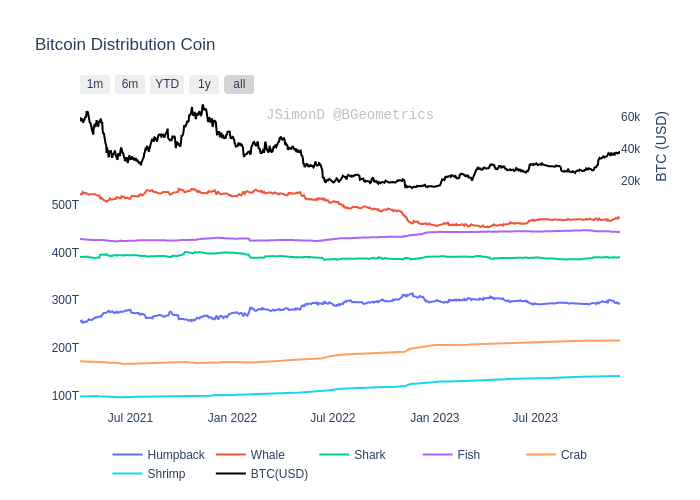 Bitcoin Distribution Coin
1m 6m YTD 1y all
JSimonD @BGeometrics
60k
40k
20k
BTC (USD)
500T
400T
300T
200T
100T
Jul 2021 Jan 2022 Jul 2022 Jan 2023 Jul 2023
Humpback Whale Shark Fish Crab
Shrimp BTC(USD)